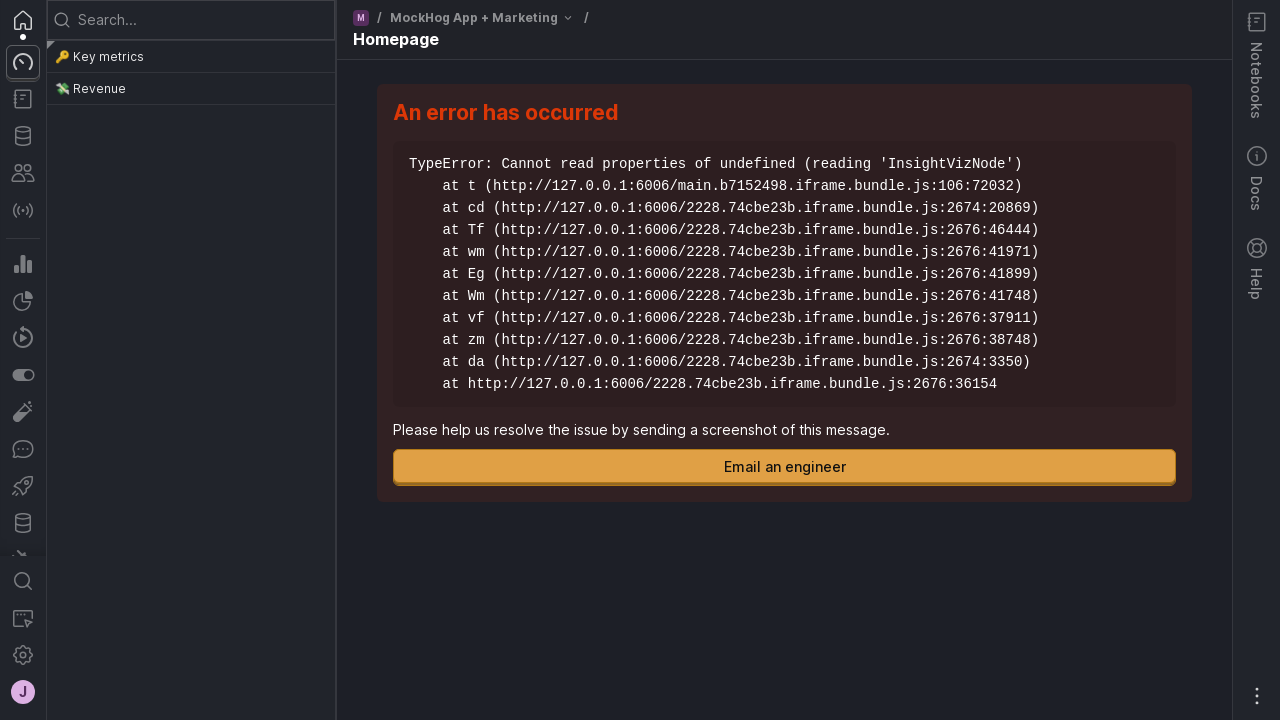 Search...
🔑 Key metrics
💸 Revenue
M / MockHog App + Marketing /
Homepage
An error has occurred
TypeError: Cannot read properties of undefined (reading 'InsightVizNode')
    at t (http://127.0.0.1:6006/main.b7152498.iframe.bundle.js:106:72032)
    at cd (http://127.0.0.1:6006/2228.74cbe23b.iframe.bundle.js:2674:20869)
    at Tf (http://127.0.0.1:6006/2228.74cbe23b.iframe.bundle.js:2676:46444)
    at wm (http://127.0.0.1:6006/2228.74cbe23b.iframe.bundle.js:2676:41971)
    at Eg (http://127.0.0.1:6006/2228.74cbe23b.iframe.bundle.js:2676:41899)
    at Wm (http://127.0.0.1:6006/2228.74cbe23b.iframe.bundle.js:2676:41748)
    at vf (http://127.0.0.1:6006/2228.74cbe23b.iframe.bundle.js:2676:37911)
    at zm (http://127.0.0.1:6006/2228.74cbe23b.iframe.bundle.js:2676:38748)
    at da (http://127.0.0.1:6006/2228.74cbe23b.iframe.bundle.js:2674:3350)
    at http://127.0.0.1:6006/2228.74cbe23b.iframe.bundle.js:2676:36154
Please help us resolve the issue by sending a screenshot of this message.
Email an engineer
Notebooks
Docs
Help
J